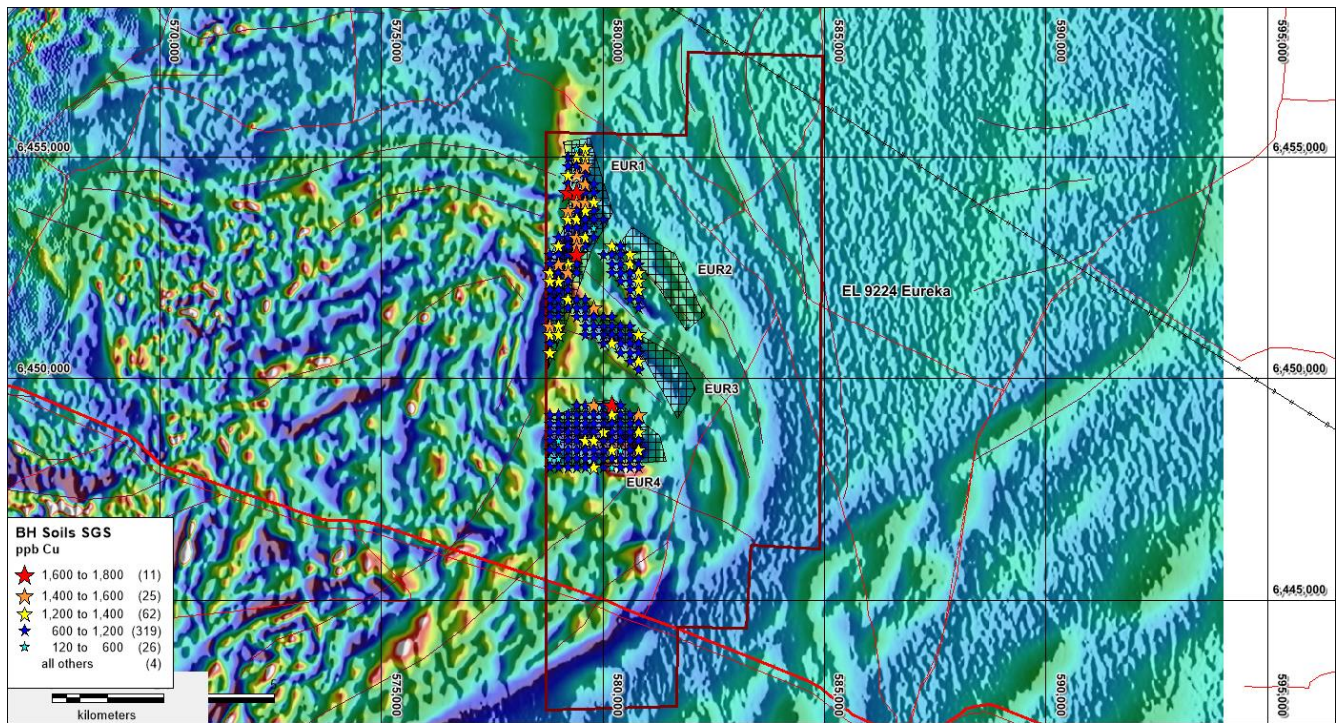 570,000
575,000
580,000
585,000
590,000
595,000
6,455,000
6,455,000
EUR1
EUR2
EL 9224 Eureka
6,450,000
6,450,000
EUR3
EUR4
BH Soils SGS
ppb Cu
1,600 to 1,800 (11)
1,400 to 1,600 (25)
1,200 to 1,400 (62)
600 to 1,200 (319)
120 to 600 (26)
all others (4)
6,445,000
kilometers
575,000
580,000
585,000
590,000
595,000